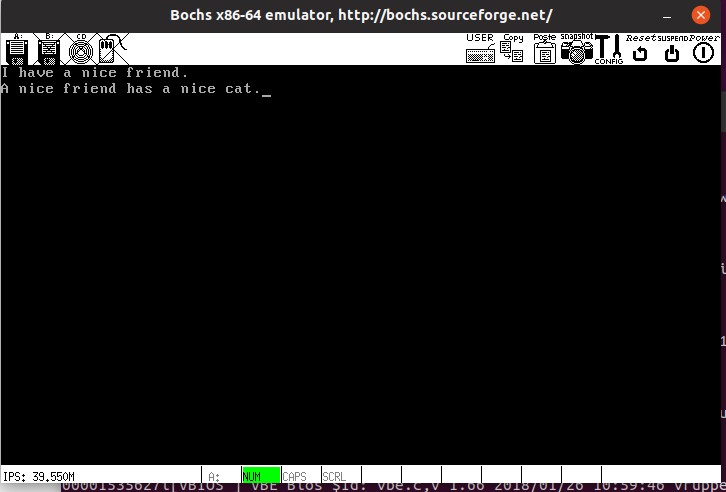 Bochs x86-64 emulator, http://bochs.sourceforge.net/
A: B: CD USER Copy Paste snapshot CONFIG Reset SUSPEND Power
I have a nice friend.
A nice friend has a nice cat._
IPS: 39.550M A: NUM CAPS SCRL
00001535627i[VBIOS ] VBE Bios $Id: vbe.c,v 1.66 2018/01/26 10:59:46 vruppe